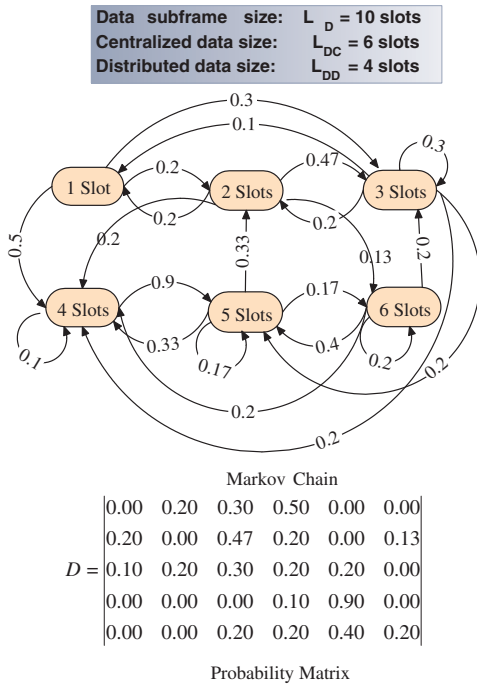 Data subframe size: L D = 10 slots
Centralized data size: L DC = 6 slots
Distributed data size: L DD = 4 slots
0.3
0.1
0.3
1 Slot
0.2
2 Slots
0.47
3 Slots
0.2
0.2
0.5
0.2
0.33
0.13
0.2
4 Slots
0.9
5 Slots
0.17
6 Slots
0.33
0.4
0.1
0.17
0.2
0.2
0.2
0.2
Markov Chain
0.00 0.20 0.30 0.50 0.00 0.00
0.20 0.00 0.47 0.20 0.00 0.13
D = 0.10 0.20 0.30 0.20 0.20 0.00
0.00 0.00 0.00 0.10 0.90 0.00
0.00 0.00 0.20 0.20 0.40 0.20
Probability Matrix